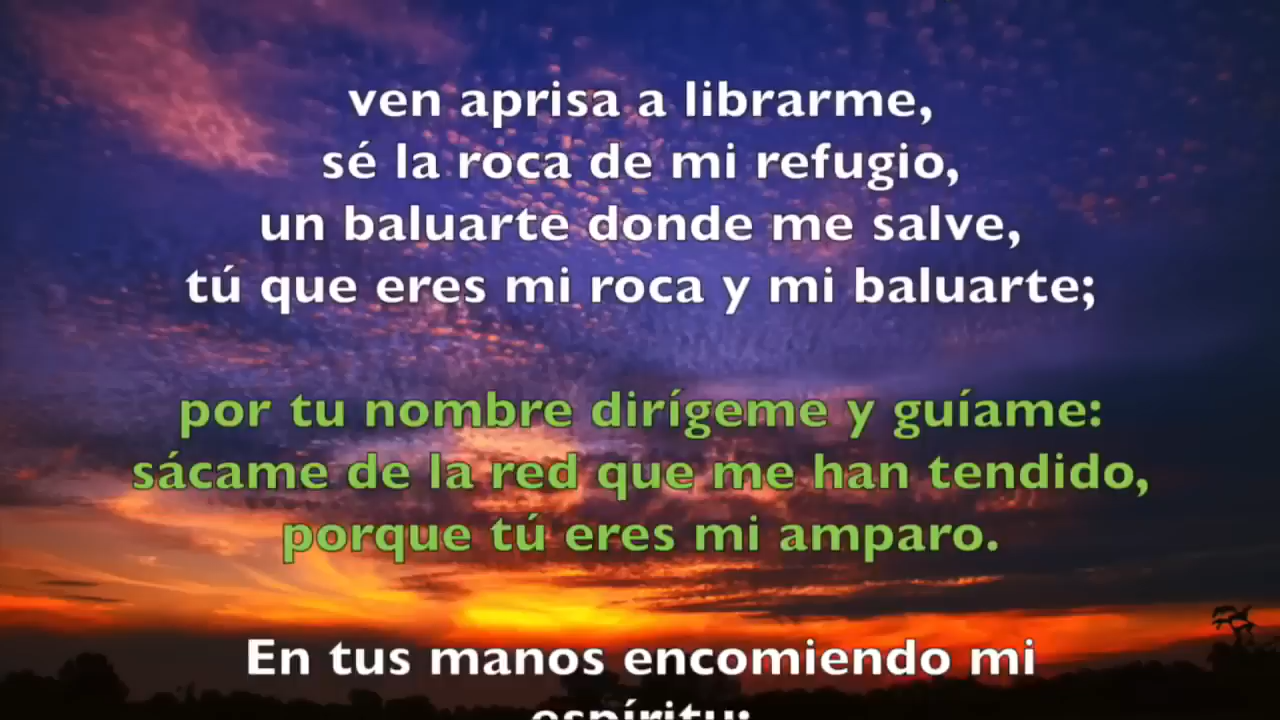 ven aprisa a librarme,
sé la roca de mi refugio,
un baluarte donde me salve,
tú que eres mi roca y mi baluarte;
por tu nombre dirígeme y guíame:
sácame de la red que me han tendido,
porque tú eres mi amparo.
En tus manos encomiendo mi
espíritu: